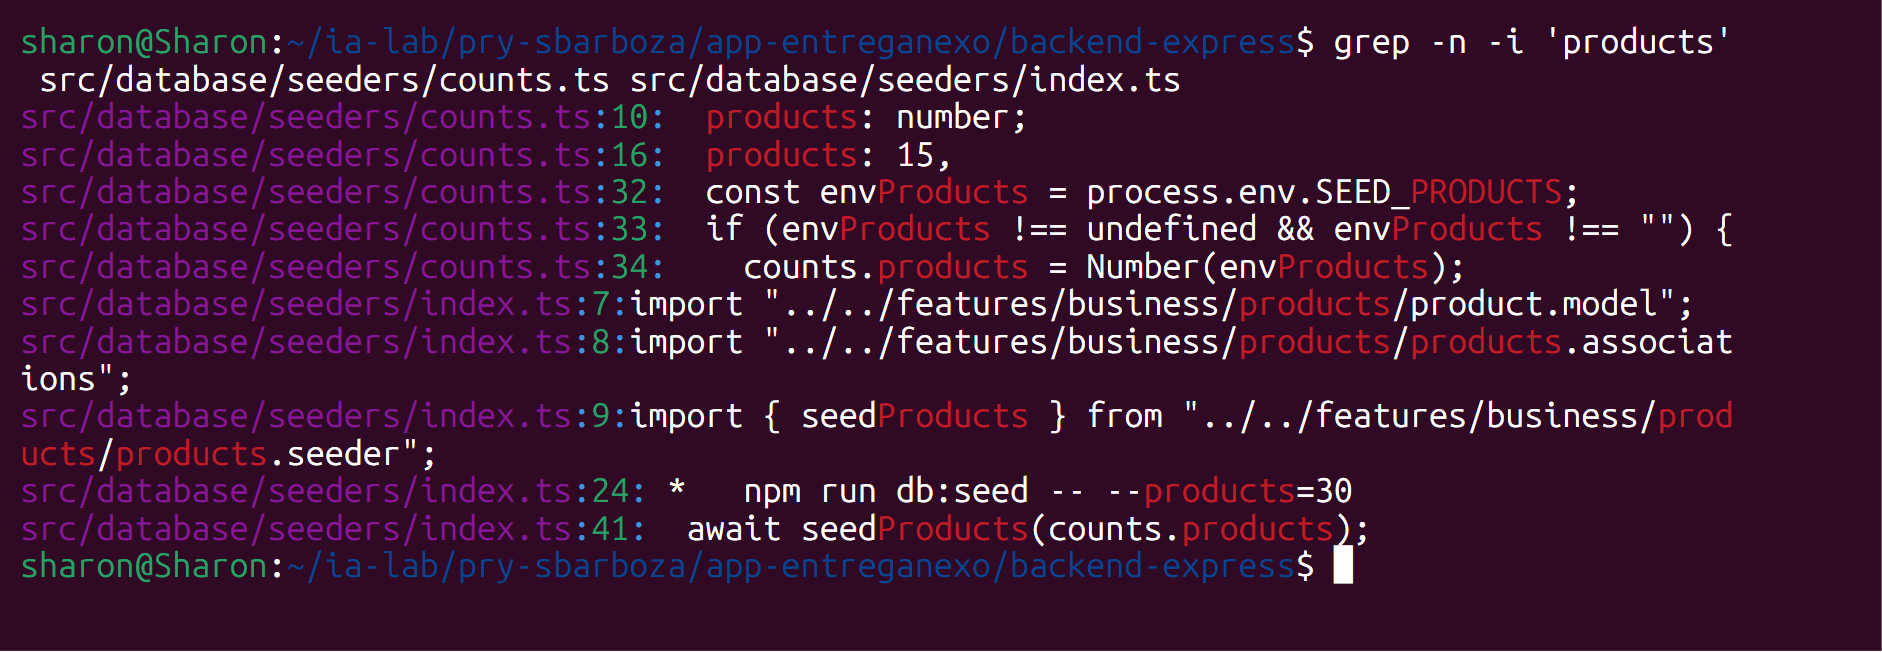 sharon@Sharon:~/ia-lab/pry-sbarboza/app-entreganexo/backend-express$ grep -n -i 'products'
 src/database/seeders/counts.ts src/database/seeders/index.ts
src/database/seeders/counts.ts:10:  products: number;
src/database/seeders/counts.ts:16:  products: 15,
src/database/seeders/counts.ts:32:  const envProducts = process.env.SEED_PRODUCTS;
src/database/seeders/counts.ts:33:  if (envProducts !== undefined && envProducts !== "") {
src/database/seeders/counts.ts:34:    counts.products = Number(envProducts);
src/database/seeders/index.ts:7:import "../../features/business/products/product.model";
src/database/seeders/index.ts:8:import "../../features/business/products/products.associat
ions";
src/database/seeders/index.ts:9:import { seedProducts } from "../../features/business/prod
ucts/products.seeder";
src/database/seeders/index.ts:24: *   npm run db:seed -- --products=30
src/database/seeders/index.ts:41:  await seedProducts(counts.products);
sharon@Sharon:~/ia-lab/pry-sbarboza/app-entreganexo/backend-express$